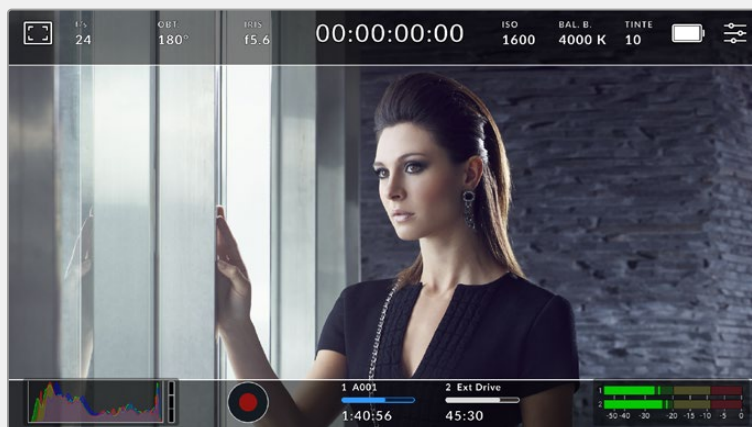 I/S OBT. IRIS 00:00:00:00 ISO BAL. B. TINTE
24 180° f5.6 1600 4000 K 10
1 A001 2 Ext Drive
1:40:56 45:30
1
2
-50 -40 -30 -20 -15 -10 -5 0